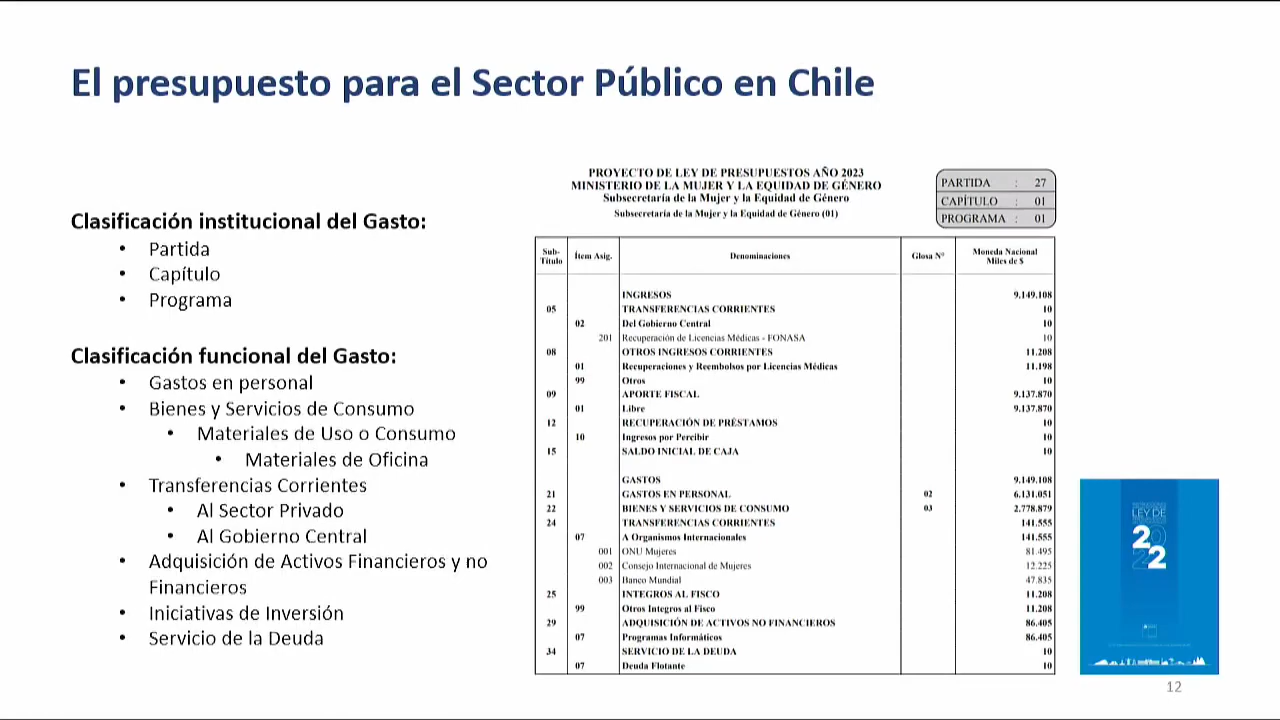 El presupuesto para el Sector Público en Chile
Clasificación institucional del Gasto:
• Partida
• Capítulo
• Programa
Clasificación funcional del Gasto:
• Gastos en personal
• Bienes y Servicios de Consumo
• Materiales de Uso o Consumo
• Materiales de Oficina
• Transferencias Corrientes
• Al Sector Privado
• Al Gobierno Central
• Adquisición de Activos Financieros y no
Financieros
• Iniciativas de Inversión
• Servicio de la Deuda
PROYECTO DE LEY DE PRESUPUESTOS AÑO 2023
MINISTERIO DE LA MUJER Y LA EQUIDAD DE GÉNERO
Subsecretaría de la Mujer y la Equidad de Género
Subsecretaría de la Mujer y la Equidad de Género (01)
PARTIDA : 27
CAPÍTULO : 01
PROGRAMA : 01
Sub-Título Ítem Asig. Denominaciones Glosa N° Moneda Nacional Miles de $
INGRESOS 9.149.108
05 TRANSFERENCIAS CORRIENTES 10
02 Del Gobierno Central 10
201 Recuperación de Licencias Médicas - FONASA 10
08 OTROS INGRESOS CORRIENTES 11.208
01 Recuperaciones y Reembolsos por Licencias Médicas 11.198
99 Otros 10
09 APORTE FISCAL 9.137.870
01 Libre 9.137.870
12 RECUPERACIÓN DE PRÉSTAMOS 10
10 Ingresos por Percibir 10
15 SALDO INICIAL DE CAJA 10
GASTOS 9.149.108
21 GASTOS EN PERSONAL 02 6.131.051
22 BIENES Y SERVICIOS DE CONSUMO 03 2.778.879
24 TRANSFERENCIAS CORRIENTES 141.555
07 A Organismos Internacionales 141.555
001 ONU Mujeres 81.495
002 Consejo Internacional de Mujeres 12.225
003 Banco Mundial 47.835
25 INTEGROS AL FISCO 11.208
99 Otros Integros al Fisco 11.208
29 ADQUISICIÓN DE ACTIVOS NO FINANCIEROS 86.405
07 Programas Informáticos 86.405
34 SERVICIO DE LA DEUDA 10
07 Deuda Flotante 10
LEY DE
20
22
12